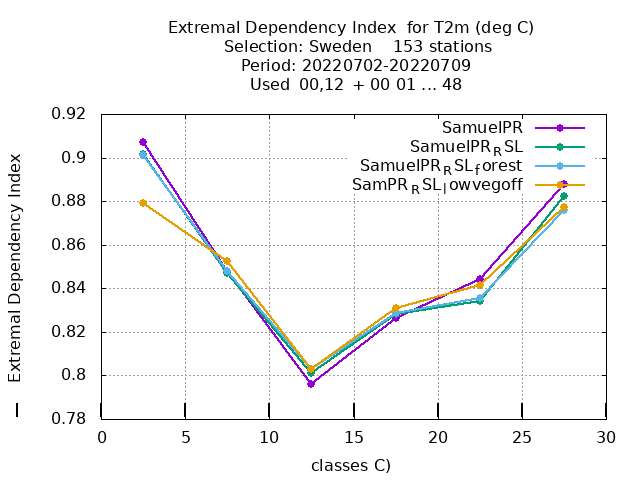 Extremal Dependency Index for T2m (deg C)
Selection: Sweden 153 stations
Period: 20220702-20220709
Used 00,12 + 00 01 ... 48
SamuelPR
SamuelPR_RSL
SamuelPR_RSL_forest
SamPR_RSL_lowvegoff
Extremal Dependency Index
0.92
0.9
0.88
0.86
0.84
0.82
0.8
0.78
0 5 10 15 20 25 30
classes C)